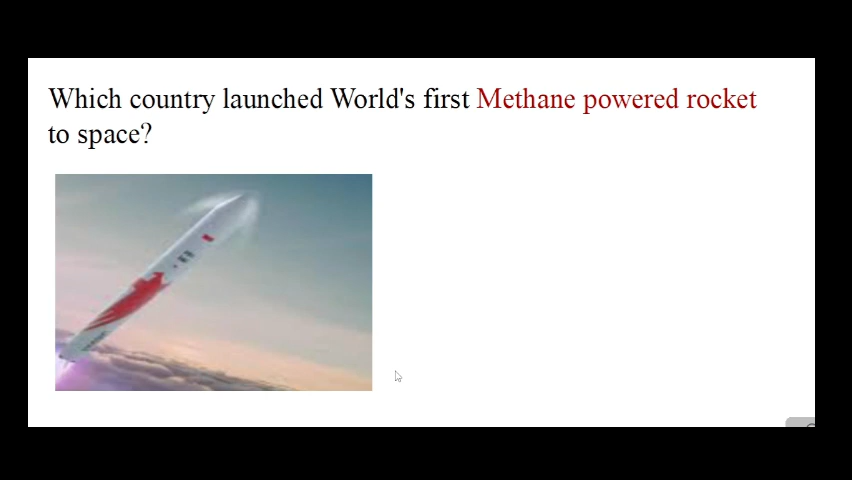 Which country launched World's first Methane powered rocket
to space?